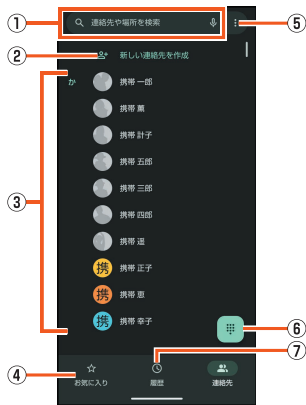 ①
連絡先や場所を検索
⑤
②
新しい連絡先を作成
か
携帯 一郎
携帯 薫
携帯 計子
携帯 五郎
③
携帯 三郎
携帯 四郎
携帯 遥
携 携帯 正子
携 携帯 恵
携 携帯 幸子
⑥
⑦
④
お気に入り 履歴 連絡先